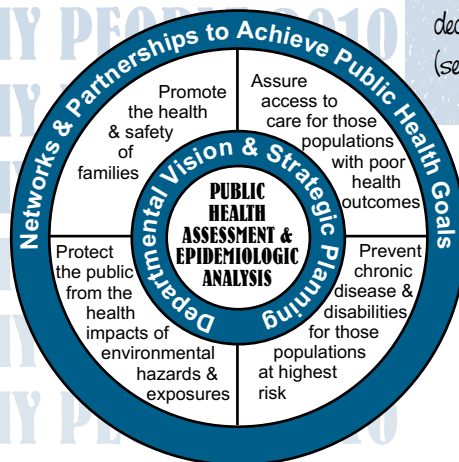 Networks & Partnerships to Achieve Public Health Goals
Promote
the health
& safety
of
families
Assure
access to
care for those
populations
with poor
health
outcomes
Departmental Vision & Strategic Planning
PUBLIC
HEALTH
ASSESSMENT &
EPIDEMIOLOGIC
ANALYSIS
Protect
the public
from the
health
impacts of
environmental
hazards &
exposures
Prevent
chronic
disease &
disabilities
for those
populations
at highest
risk